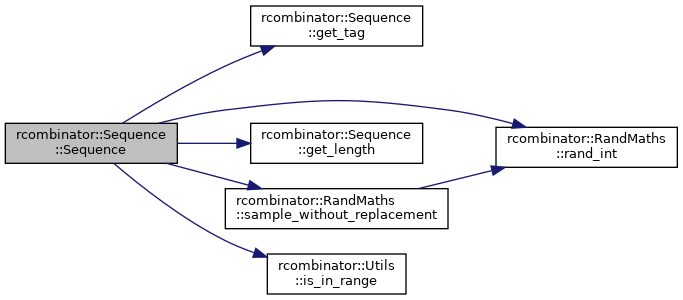 rcombinator::Sequence
::get_tag
rcombinator::Sequence
::Sequence
rcombinator::Sequence
::get_length
rcombinator::RandMaths
::rand_int
rcombinator::RandMaths
::sample_without_replacement
rcombinator::Utils
::is_in_range